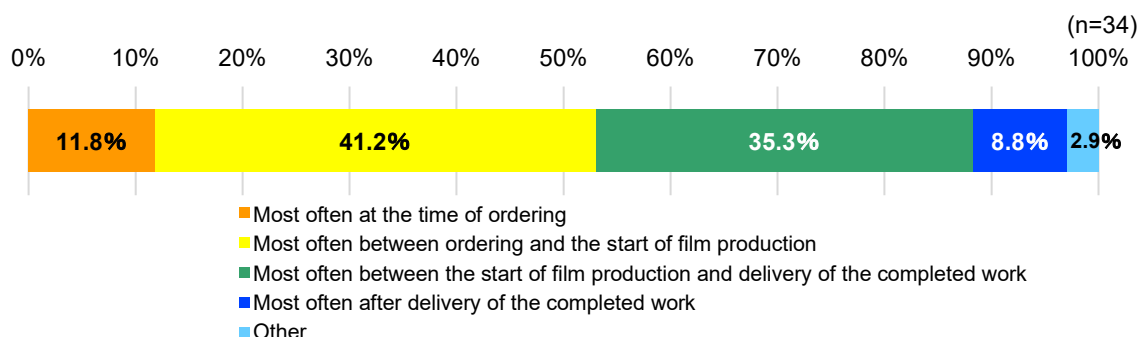 (n=34)
0% 10% 20% 30% 40% 50% 60% 70% 80% 90% 100%
11.8% 41.2% 35.3% 8.8% 2.9%
Most often at the time of ordering
Most often between ordering and the start of film production
Most often between the start of film production and delivery of the completed work
Most often after delivery of the completed work
Other